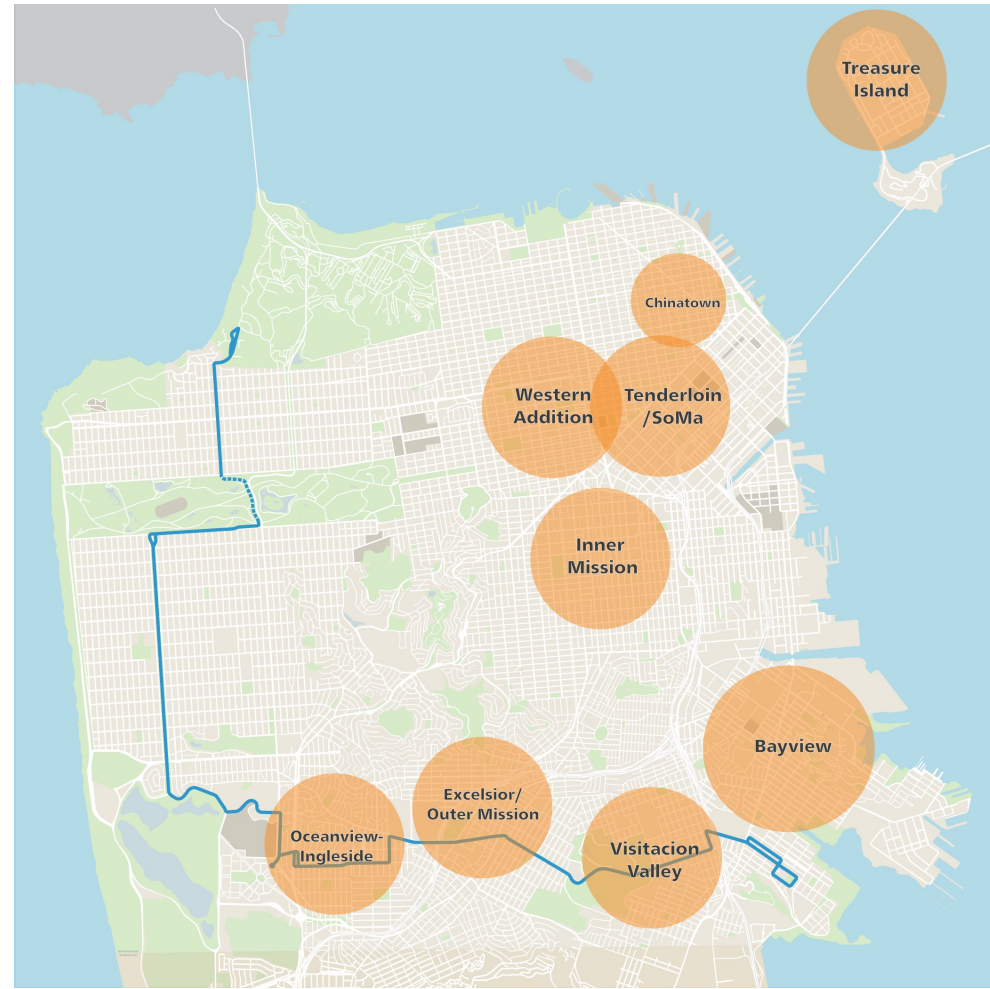 Treasure
Island
Chinatown
Western
Addition
Tenderloin
/SoMa
Inner
Mission
Bayview
Excelsior/
Outer Mission
Oceanview-
Ingleside
Visitacion
Valley